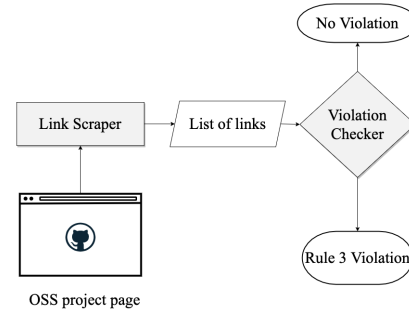 No Violation
Link Scraper
List of links
Violation
Checker
Rule 3 Violation
OSS project page